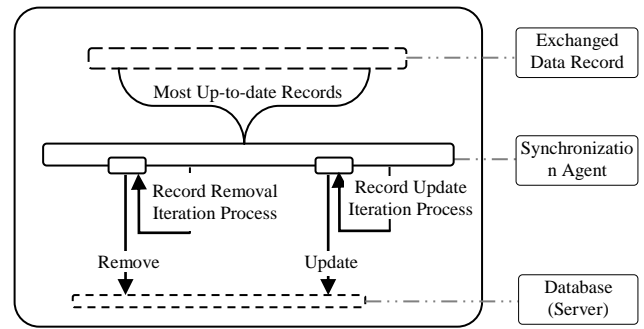 Exchanged
Data Record
Most Up-to-date Records
Synchronizatio
n Agent
Record Removal
Iteration Process
Record Update
Iteration Process
Remove
Update
Database
(Server)